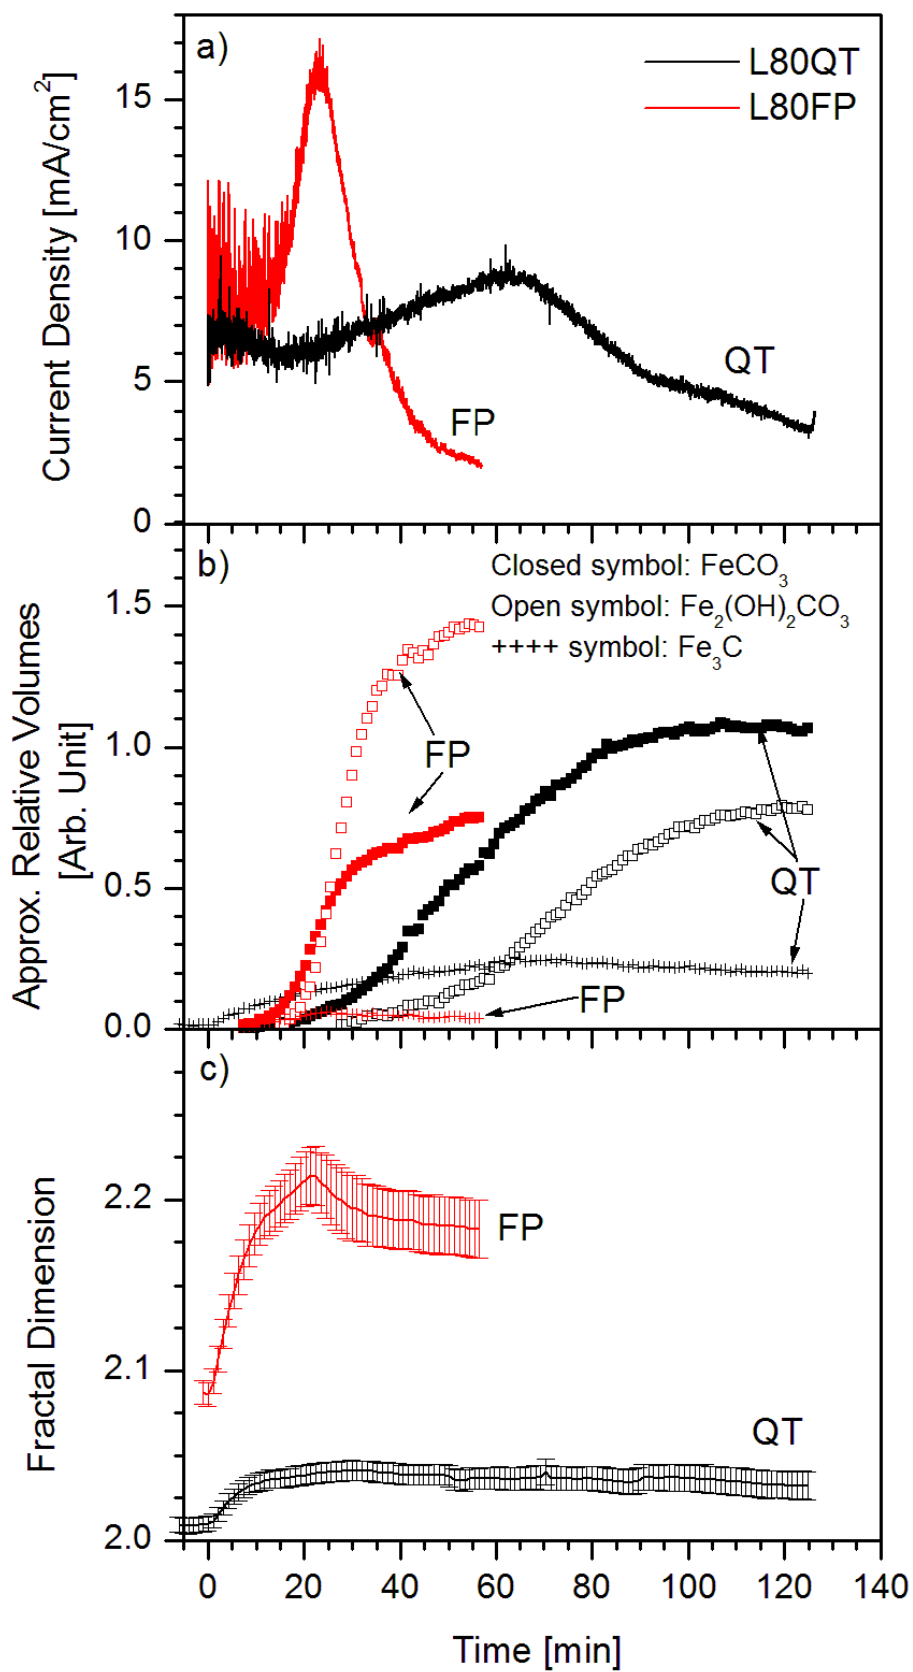 a)
L80QT
L80FP
15
10
5
0
Current Density [mA/cm²]
QT
FP
b)
Closed symbol: FeCO₃
Open symbol: Fe₂(OH)₂CO₃
++++ symbol: Fe₃C
1.5
1.0
0.5
0.0
Approx. Relative Volumes
[Arb. Unit]
FP
QT
FP
c)
2.2
2.1
2.0
Fractal Dimension
FP
QT
0 20 40 60 80 100 120 140
Time [min]